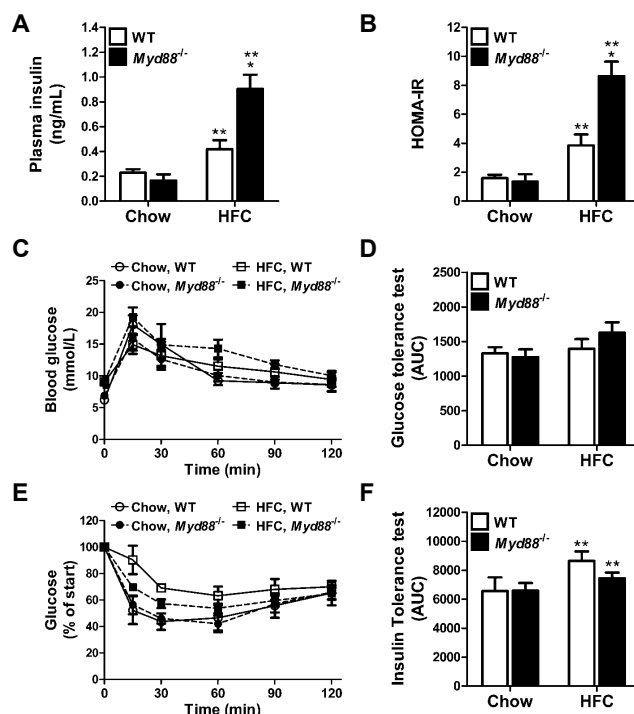 A
WT
Myd88-/-
Plasma insulin
(ng/mL)
1.4
1.2
1.0
0.8
0.6
0.4
0.2
0.0
**
**
*
Chow
HFC
B
WT
Myd88-/-
HOMA-IR
12
10
8
6
4
2
0
**
**
*
Chow
HFC
C
Chow, WT
HFC, WT
Chow, Myd88-/-
HFC, Myd88-/-
Blood glucose
(mmol/L)
25
20
15
10
5
0
0
30
60
90
120
Time (min)
D
WT
Myd88-/-
Glucose tolerance test
(AUC)
2500
2000
1500
1000
500
0
Chow
HFC
E
Chow, WT
HFC, WT
Chow, Myd88-/-
HFC, Myd88-/-
Glucose
(% of start)
120
100
80
60
40
20
0
0
30
60
90
120
Time (min)
F
WT
Myd88-/-
Insulin Tolerance test
(AUC)
12000
10000
8000
6000
4000
2000
0
**
**
Chow
HFC